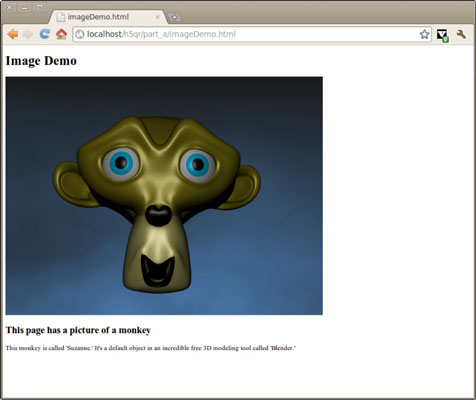 imageDemo.html
localhost/h5qr/part_a/imageDemo.html
Image Demo
This page has a picture of a monkey
This monkey is called 'Suzanne.' It's a default object in an incredible free 3D modeling tool called 'Blender.'